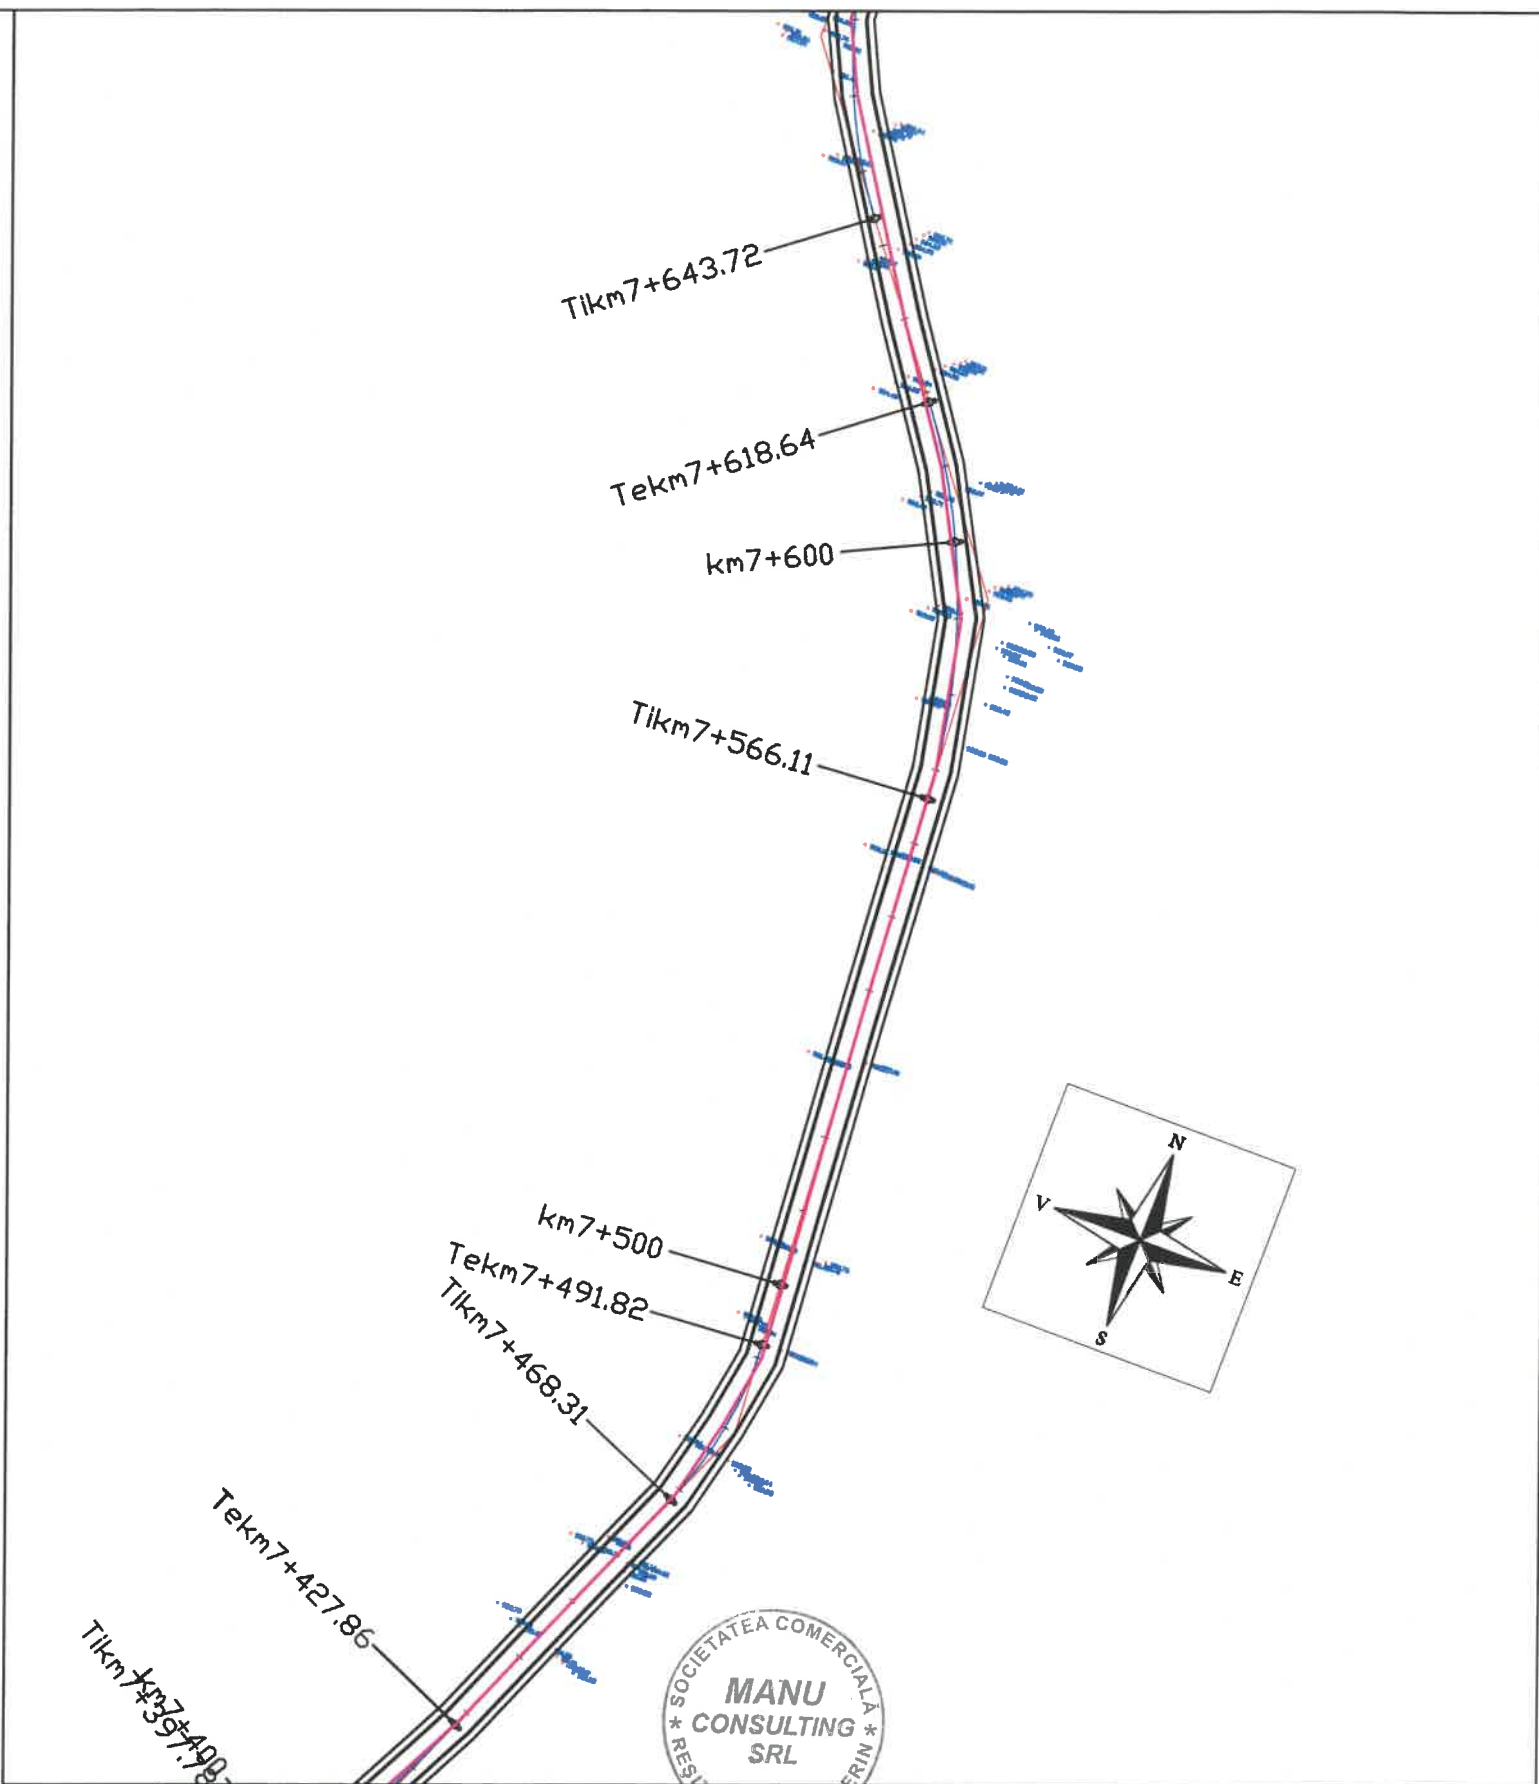 Tikm7+643.72
Tekm7+618.64
km7+600
Tikm7+566.11
N
V
E
S
km7+500
Tekm7+491.82
Tikm7+468.31
Tekm7+427.86
SOCIETATEA COMERCIALĂ
MANU
* CONSULTING *
SRL